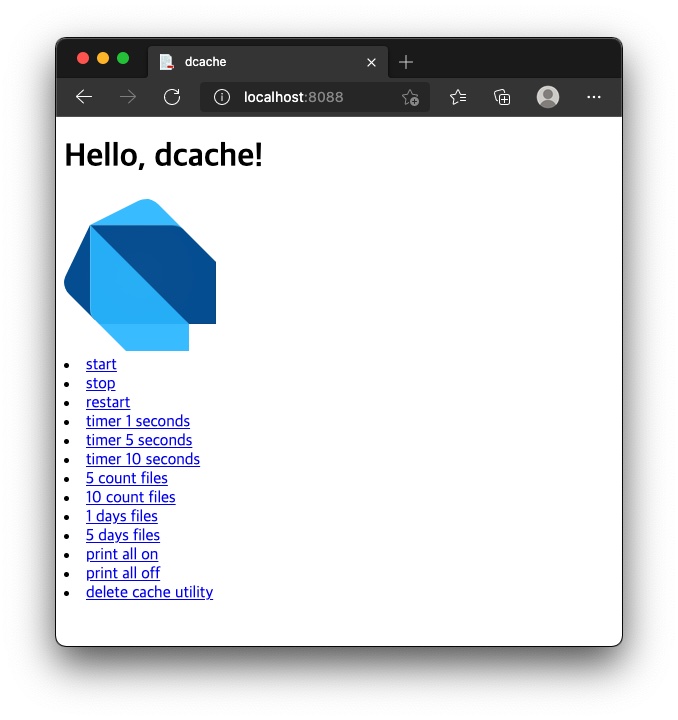 dcache
localhost:8088
Hello, dcache!
start
stop
restart
timer 1 seconds
timer 5 seconds
timer 10 seconds
5 count files
10 count files
1 days files
5 days files
print all on
print all off
delete cache utility